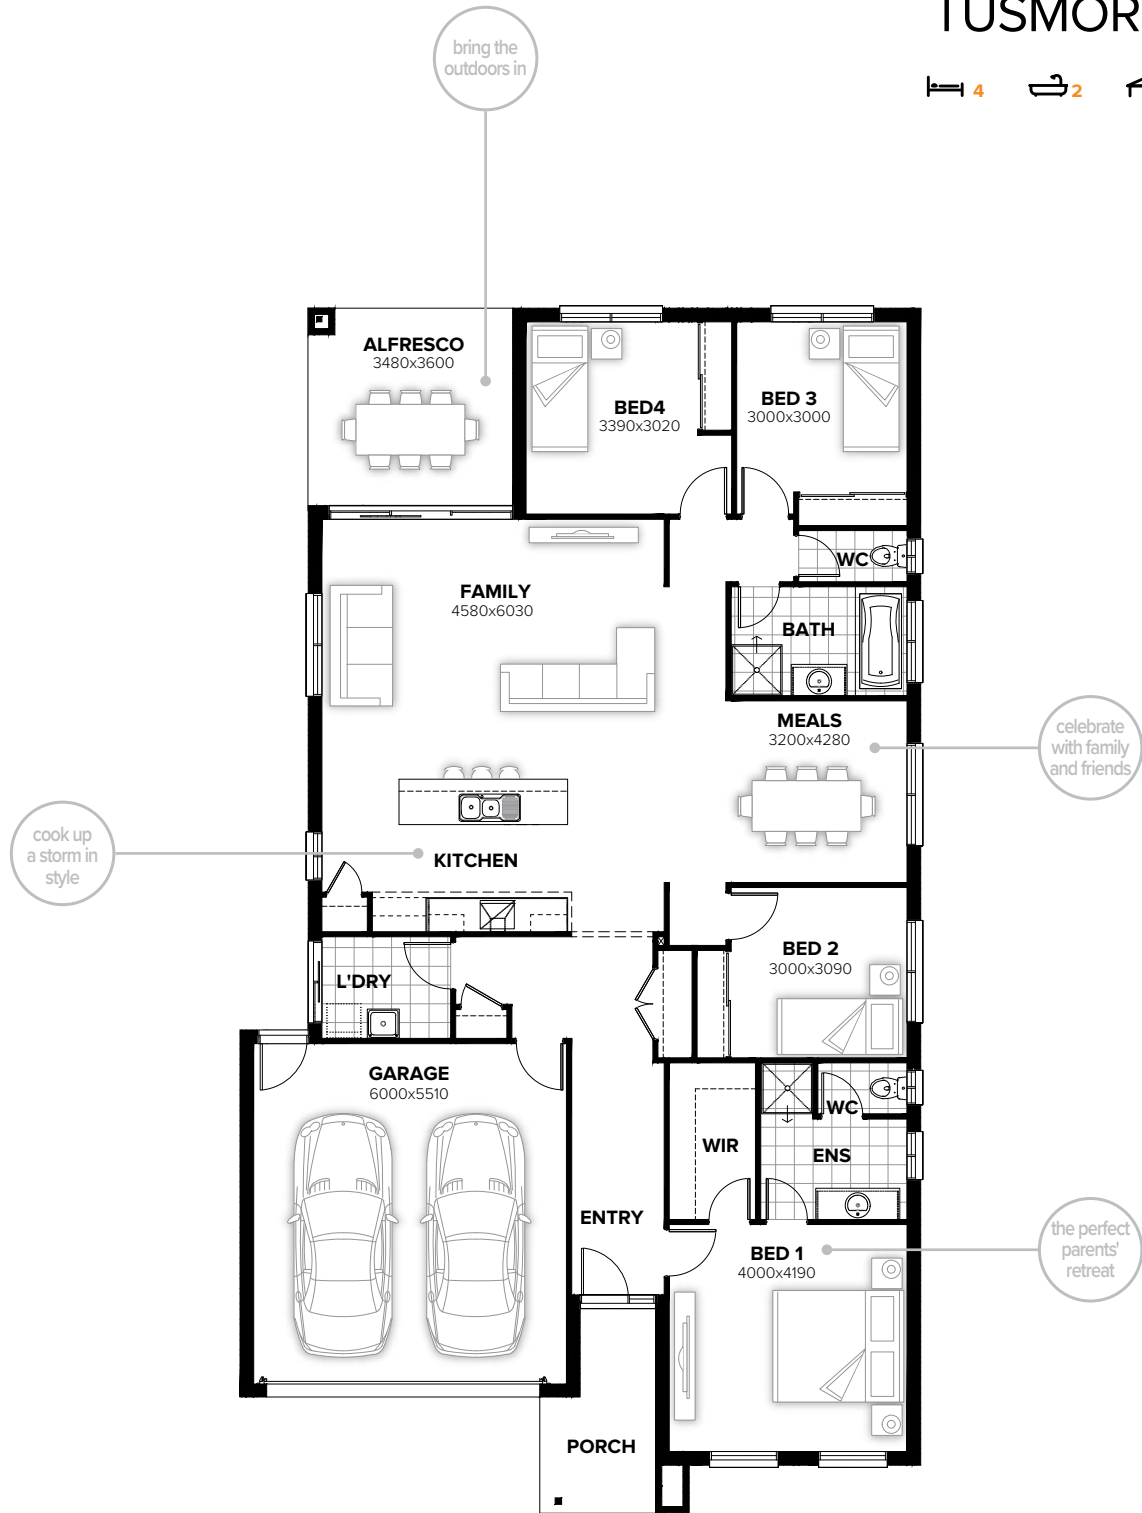 TUSMOR
4 2
bring the
outdoors in
ALFRESCO
3480x3600
BED4
3390x3020
BED 3
3000x3000
WC
FAMILY
4580x6030
BATH
MEALS
3200x4280
celebrate
with family
and friends
cook up
a storm in
style
KITCHEN
BED 2
3000x3090
L'DRY
GARAGE
6000x5510
WC
WIR
ENS
ENTRY
BED 1
4000x4190
the perfect
parents'
retreat
PORCH